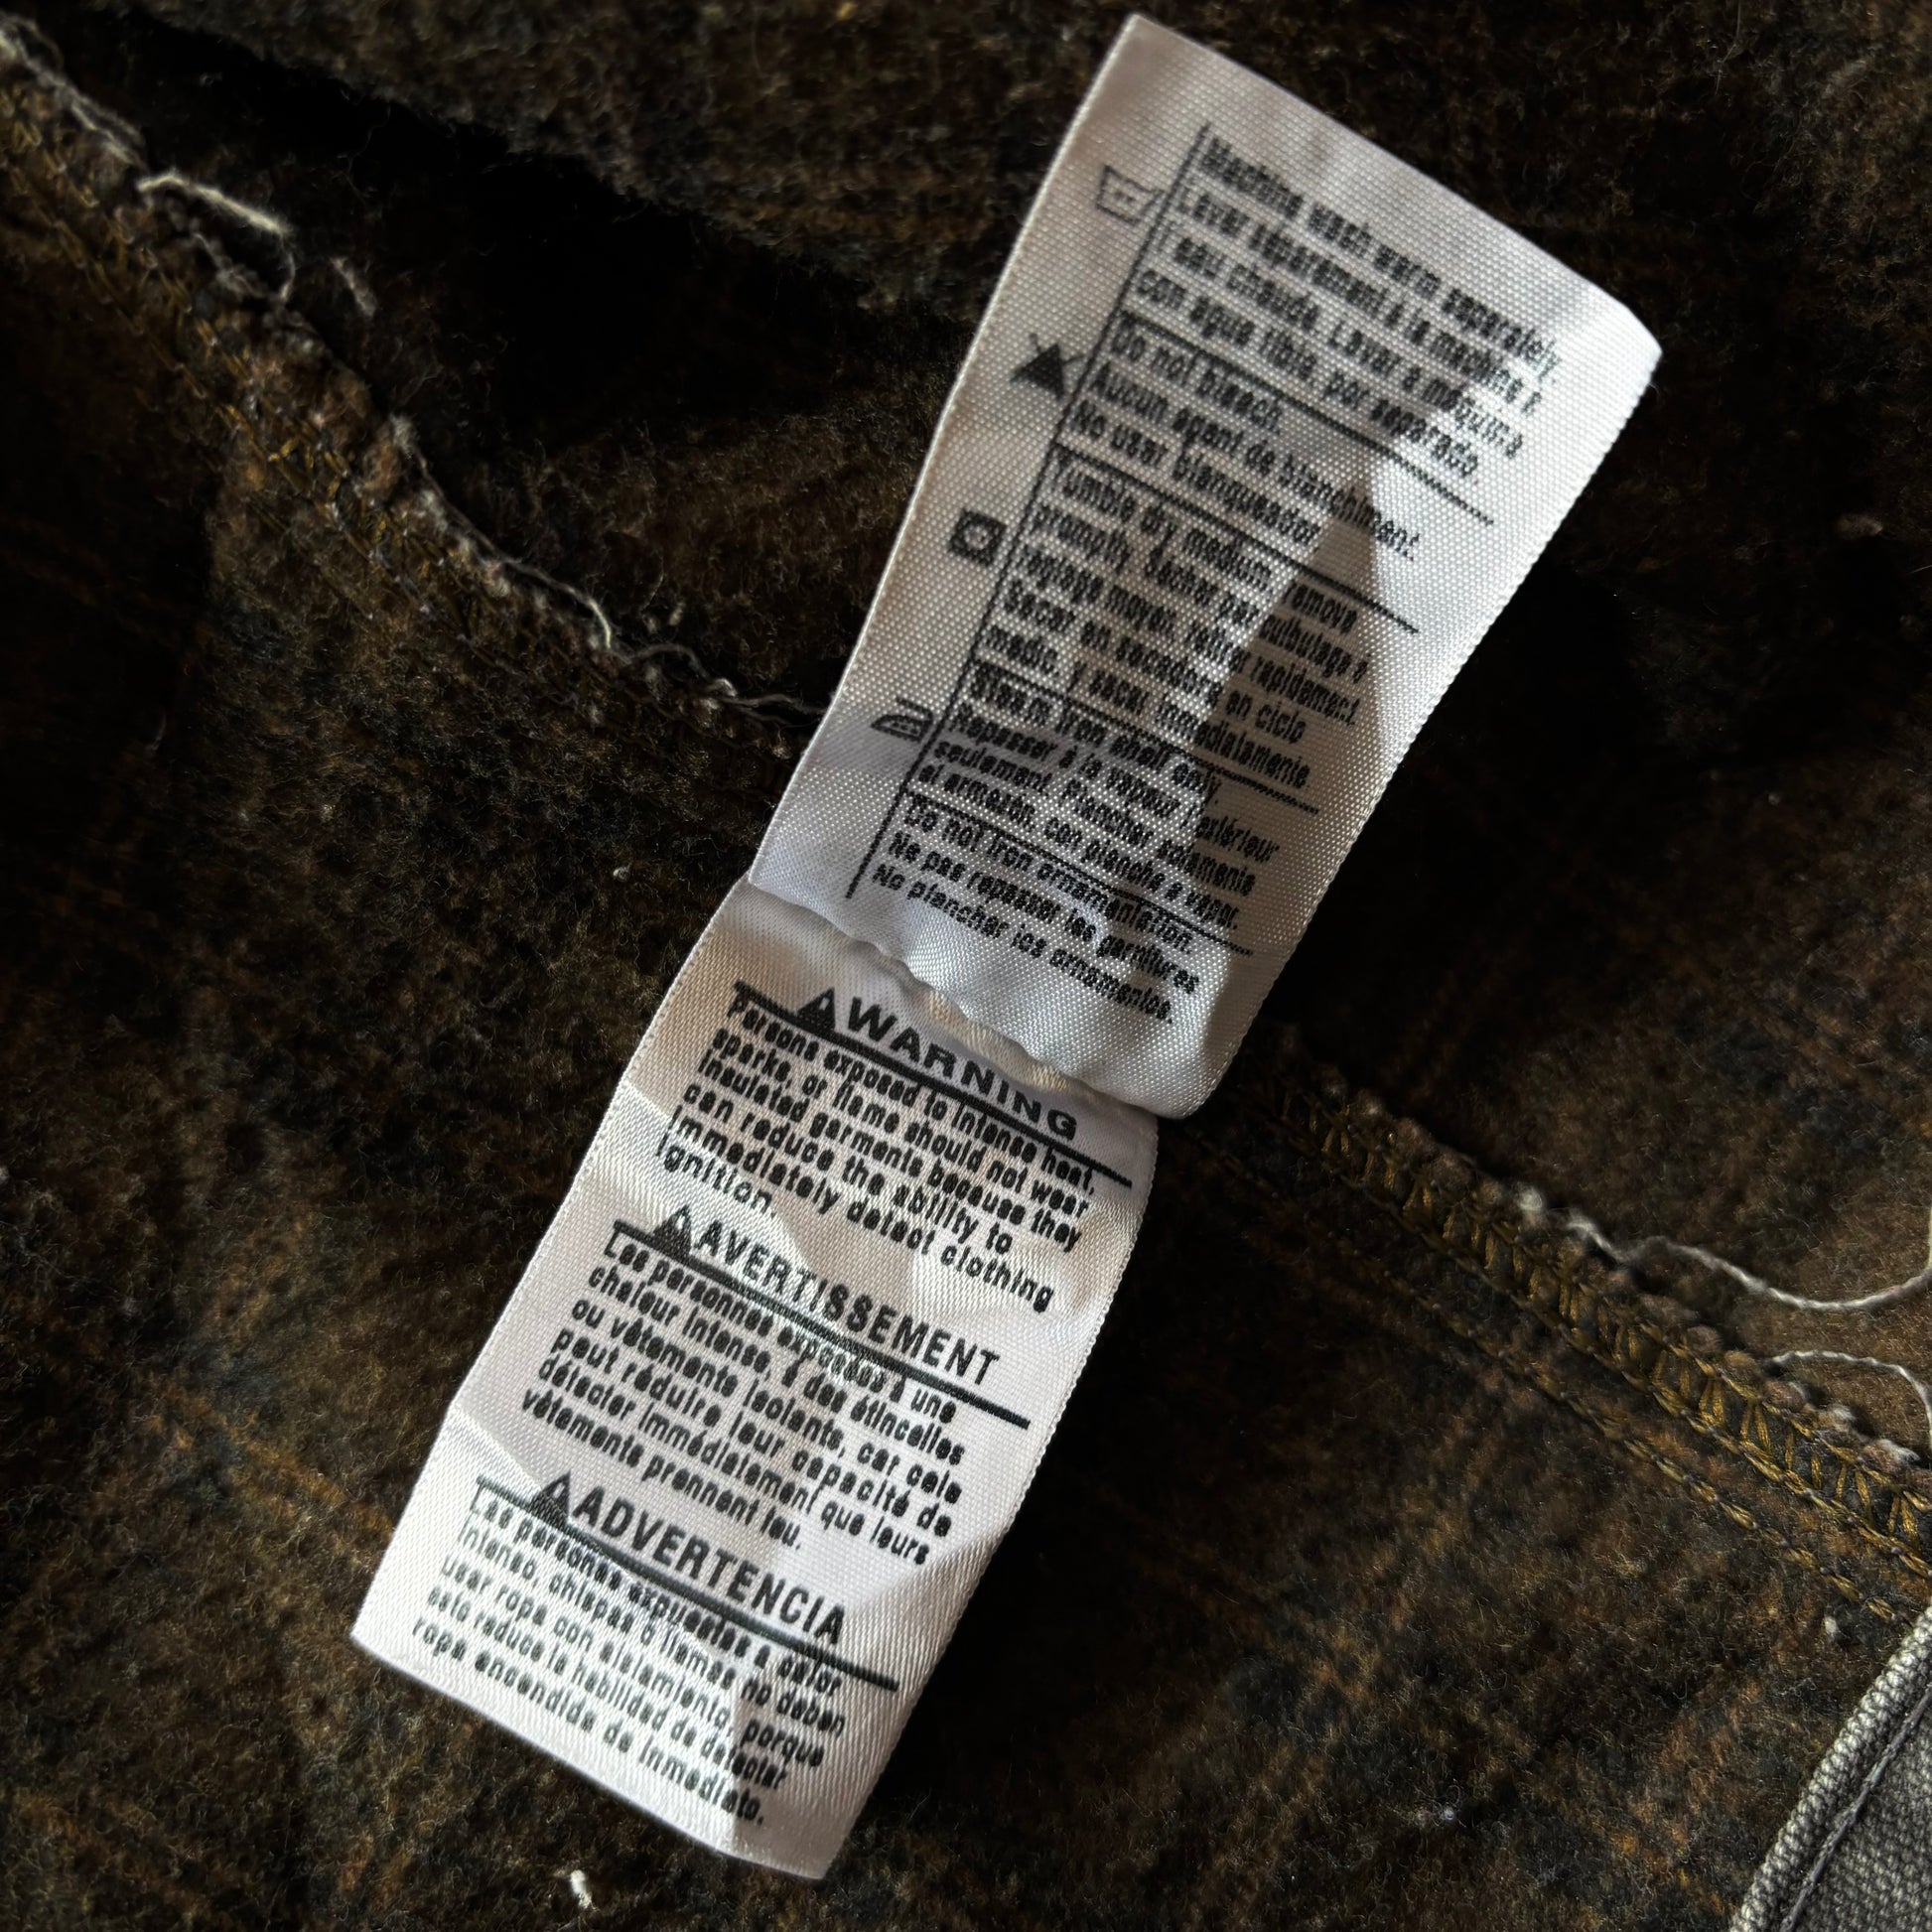 Machine wash warm separately.
Laver séparément à la machine à
l'eau chaude. Lavar a máquina
con agua tibia, por separado.
Do not bleach.
Aucun agent de blanchiment.
No usar blanqueador.
Tumble dry medium, remove
promptly. Séchage par culbutage à
réglage moyen, retirer rapidement.
Secar en secadora en ciclo
medn. y sacar inmediatamente.
Steam iron shell only.
Repasser à la vapeur extérieur
seulement. Planchar solamente
el armazón, con plancha a vapor.
Do not iron ornamentation.
Ne pas repasser les garnitures
No planchar los ornamentos.
WARNING
Persons exposed to intense heat,
sparks, or flame should not wear
insulated garments because they
can reduce the ability to
immediately detect clothing
ignition.
AVERTISSEMENT
Les personnes exposées à une
chaleur intense, à des étincelles
ou vêtements isolants, car cela
peut réduire leur capacité de
détecter immédiatement que leurs
vêtements prennent feu.
ADVERTENCIA
Las personas expuestas a calor
intenso, chispas o llamas no deben
usar ropa con aislamiento, porque
esto reduce la habilidad de detectar
ropa encendida de inmediato.